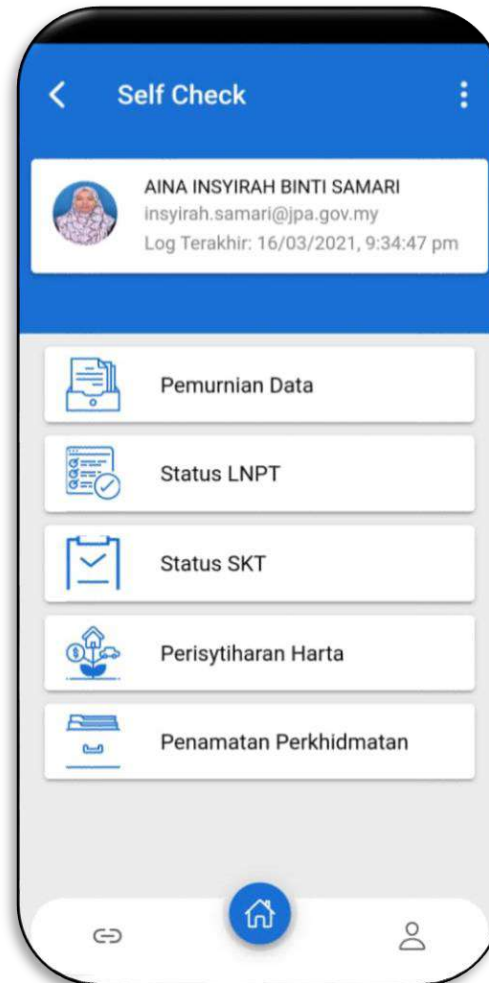 Self Check
AINA INSYIRAH BINTI SAMARI
insyirah.samari@jpa.gov.my
Log Terakhir: 16/03/2021, 9:34:47 pm
Pemurnian Data
Status LNPT
Status SKT
Perisytiharan Harta
Penamatan Perkhidmatan